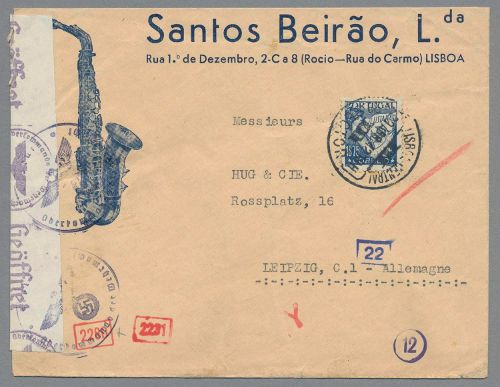 Santos Beirão, L.da
Rua 1.º de Dezembro, 2-C a 8 (Rocio—Rua do Carmo) LISBOA
Messieurs
HUG & CIE.
Rossplatz, 16
LEIPZIG, C.1 - Allemagne
22
12
2231
Geöffnet
Oberkommando